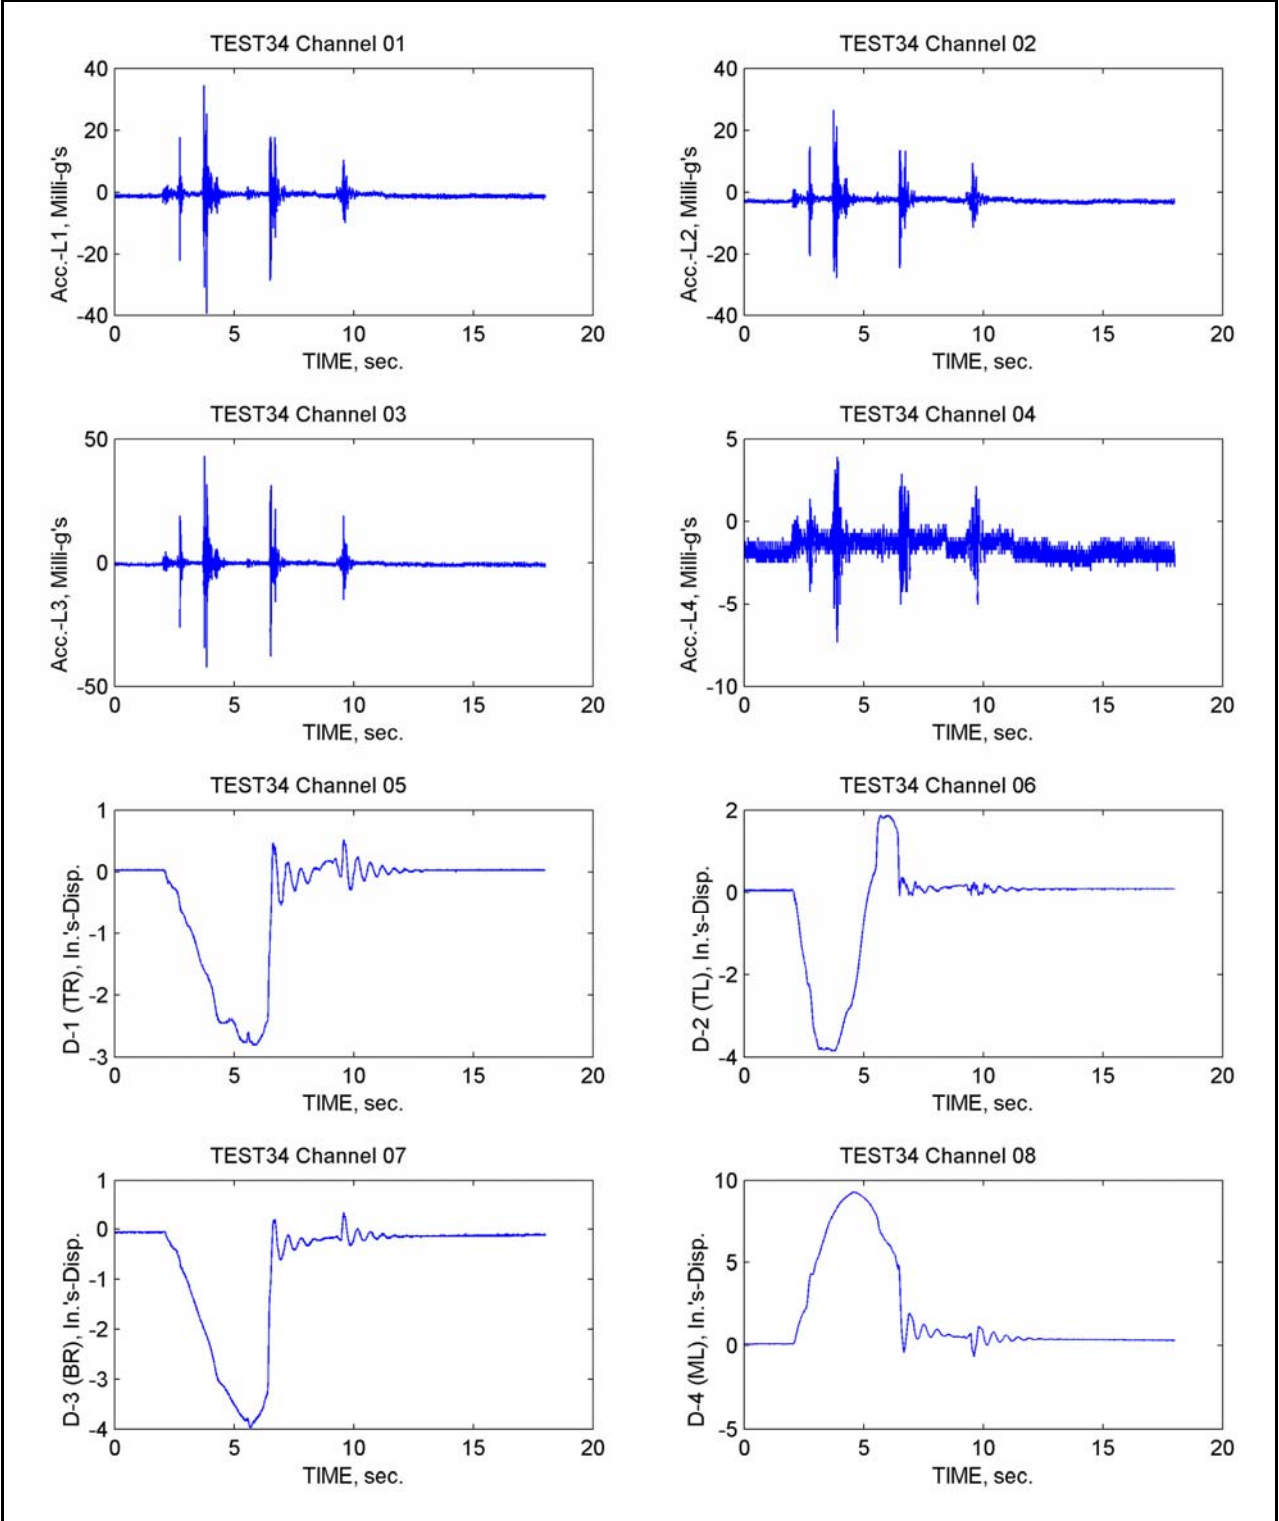 TEST34 Channel 01
40
20
0
-20
-40
Acc.-L1, Milli-g's
0 5 10 15 20
TIME, sec.
TEST34 Channel 02
40
20
0
-20
-40
Acc.-L2, Milli-g's
0 5 10 15 20
TIME, sec.
TEST34 Channel 03
50
0
-50
Acc.-L3, Milli-g's
0 5 10 15 20
TIME, sec.
TEST34 Channel 04
5
0
-5
-10
Acc.-L4, Milli-g's
0 5 10 15 20
TIME, sec.
TEST34 Channel 05
1
0
-1
-2
-3
D-1 (TR), In.'s-Disp.
0 5 10 15 20
TIME, sec.
TEST34 Channel 06
2
0
-2
-4
D-2 (TL), In.'s-Disp.
0 5 10 15 20
TIME, sec.
TEST34 Channel 07
1
0
-1
-2
-3
-4
D-3 (BR), In.'s-Disp.
0 5 10 15 20
TIME, sec.
TEST34 Channel 08
10
5
0
-5
D-4 (ML), In.'s-Disp.
0 5 10 15 20
TIME, sec.